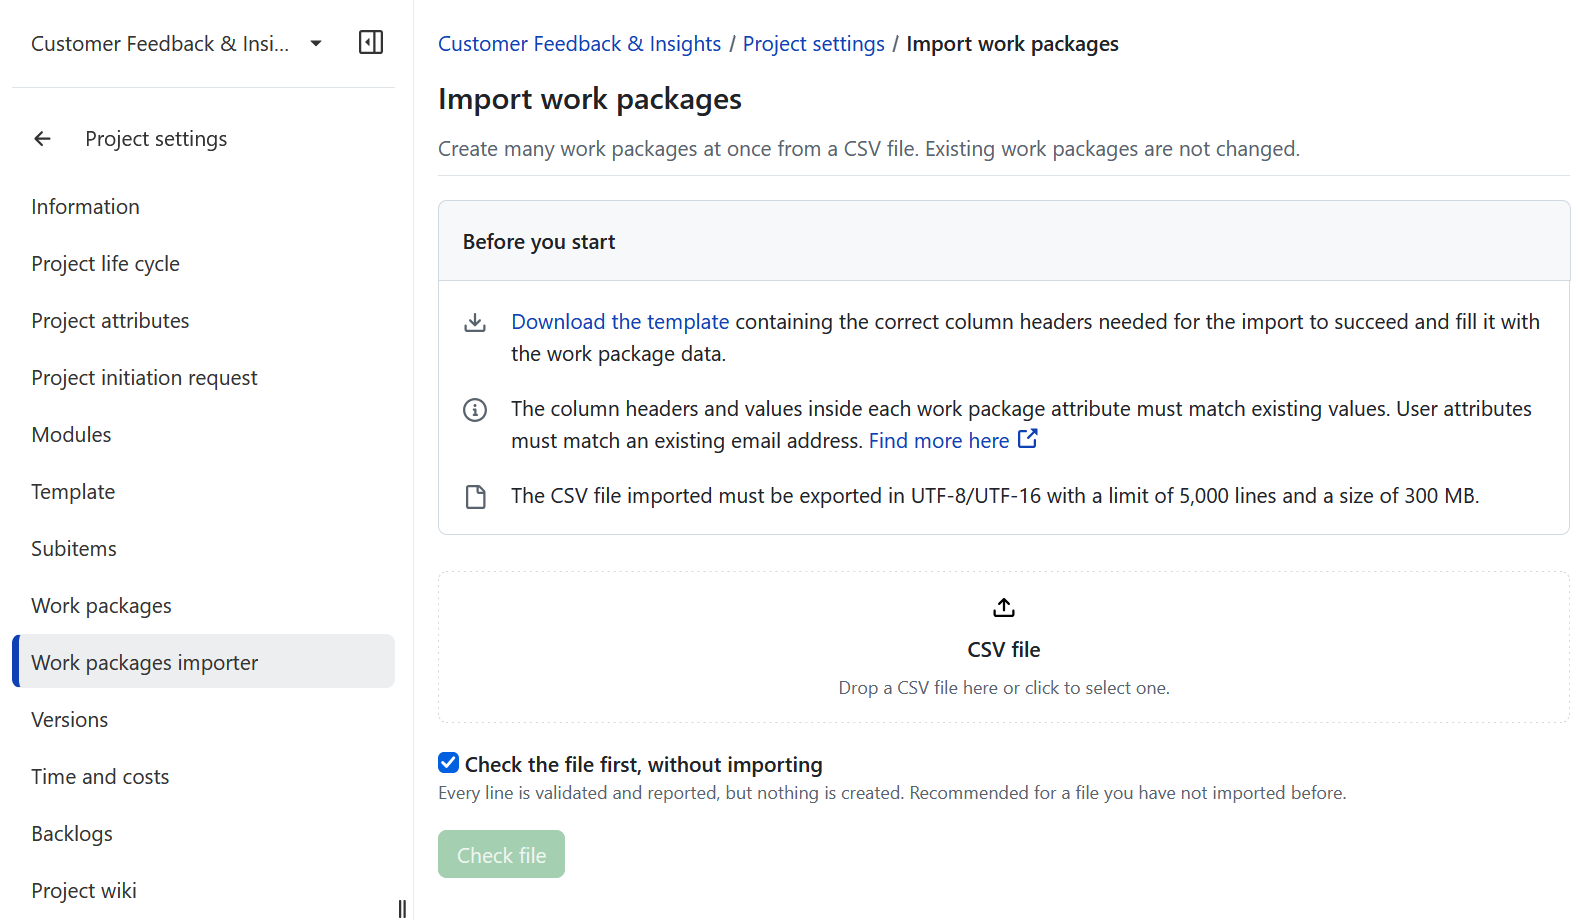 Customer Feedback & Insi...
Project settings
Information
Project life cycle
Project attributes
Project initiation request
Modules
Template
Subitems
Work packages
Work packages importer
Versions
Time and costs
Backlogs
Project wiki
Customer Feedback & Insights / Project settings / Import work packages
Import work packages
Create many work packages at once from a CSV file. Existing work packages are not changed.
Before you start
Download the template containing the correct column headers needed for the import to succeed and fill it with
the work package data.
The column headers and values inside each work package attribute must match existing values. User attributes
must match an existing email address. Find more here
The CSV file imported must be exported in UTF-8/UTF-16 with a limit of 5,000 lines and a size of 300 MB.
CSV file
Drop a CSV file here or click to select one.
Check the file first, without importing
Every line is validated and reported, but nothing is created. Recommended for a file you have not imported before.
Check file